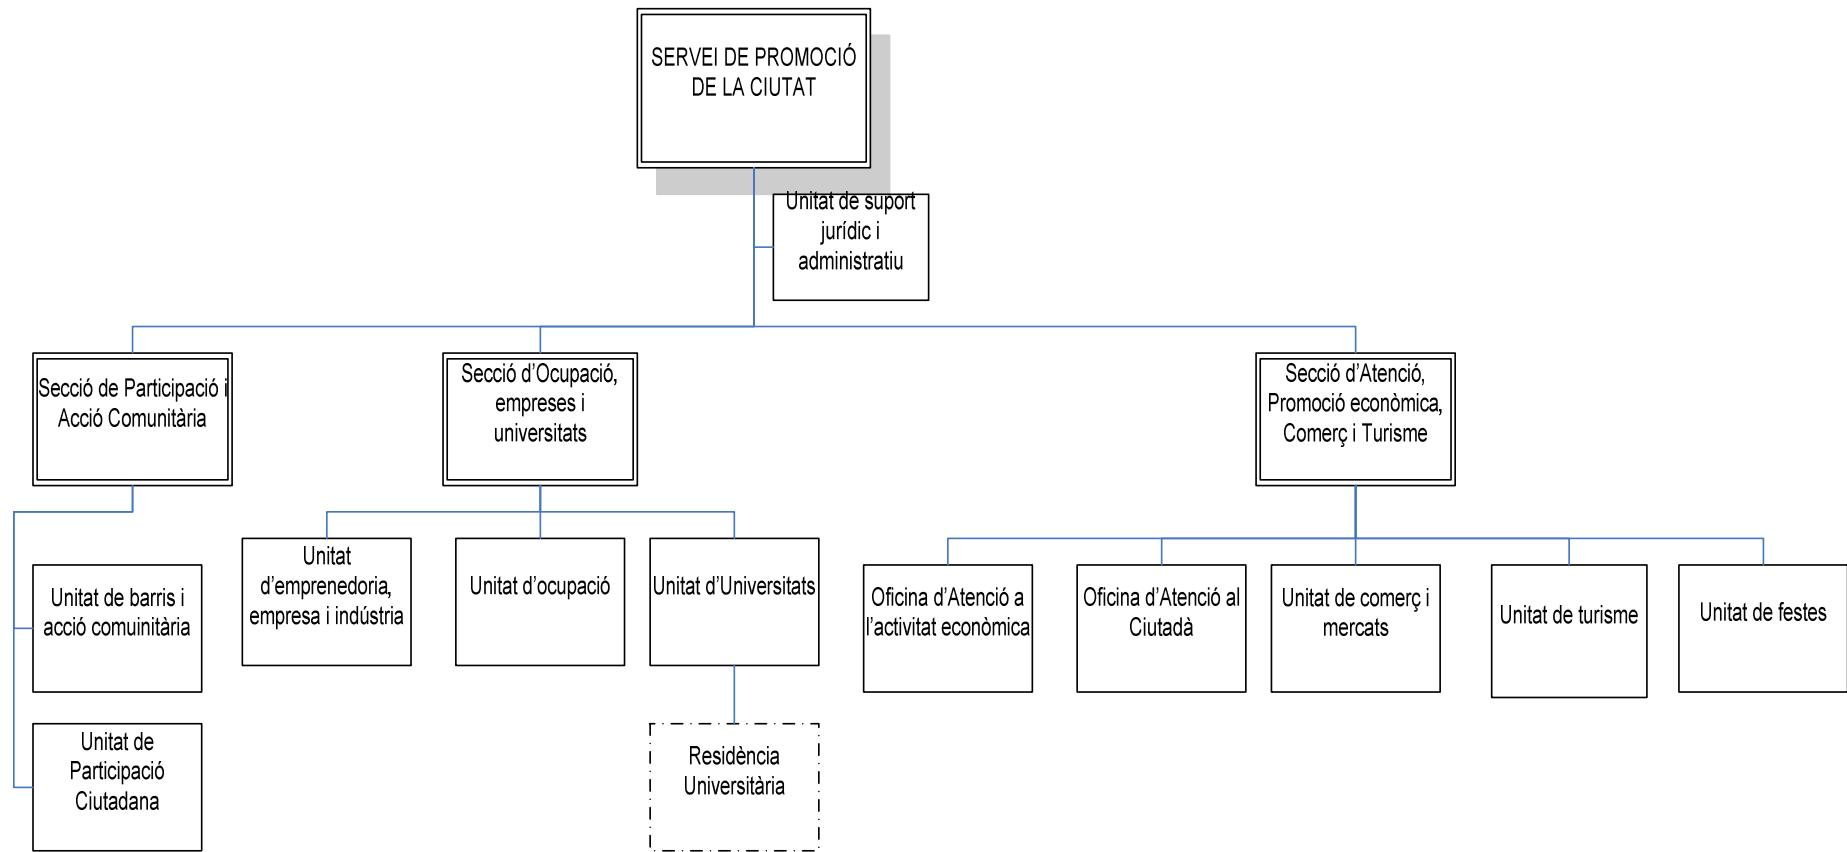 SERVEI DE PROMOCIÓ
DE LA CIUTAT
Unitat de suport
jurídic i
administratiu
Secció de Participació i
Acció Comunitària
Secció d’Ocupació,
empreses i
universitats
Secció d’Atenció,
Promoció econòmica,
Comerç i Turisme
Unitat de barris i
acció comuinitària
Unitat de
Participació
Ciutadana
Unitat
d’emprenedoria,
empresa i indústria
Unitat d’ocupació
Unitat d’Universitats
Residència
Universitària
Oficina d’Atenció a
l’activitat econòmica
Oficina d’Atenció al
Ciutadà
Unitat de comerç i
mercats
Unitat de turisme
Unitat de festes